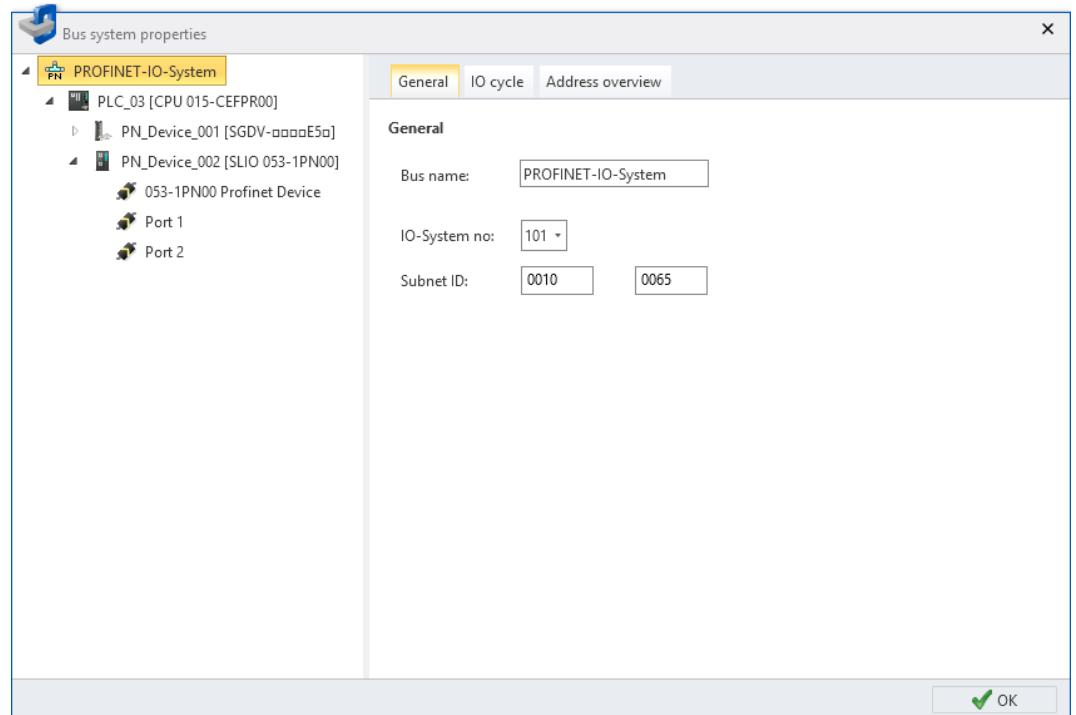 Bus system properties
PN PROFINET-IO-System
PLC_03 [CPU 015-CEFPR00]
PN_Device_001 [SGDV-□□□□E5□]
PN_Device_002 [SLIO 053-1PN00]
053-1PN00 Profinet Device
Port 1
Port 2
General IO cycle Address overview
General
Bus name: PROFINET-IO-System
IO-System no: 101
Subnet ID: 0010 0065
OK